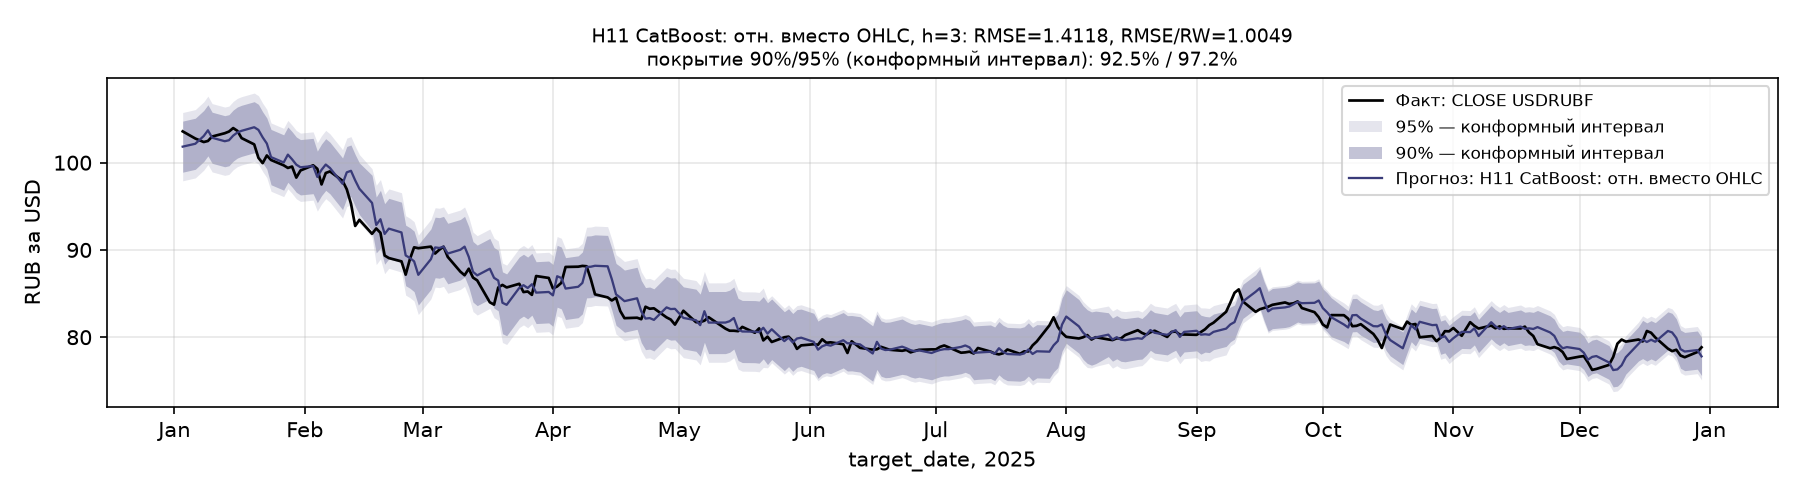 H11 CatBoost: отн. вместо OHLC, h=3: RMSE=1.4118, RMSE/RW=1.0049
покрытие 90%/95% (конформный интервал): 92.5% / 97.2%
Факт: CLOSE USDRUBF
95% — конформный интервал
90% — конформный интервал
Прогноз: H11 CatBoost: отн. вместо OHLC
RUB за USD
100
90
80
Jan Feb Mar Apr May Jun Jul Aug Sep Oct Nov Dec Jan
target_date, 2025